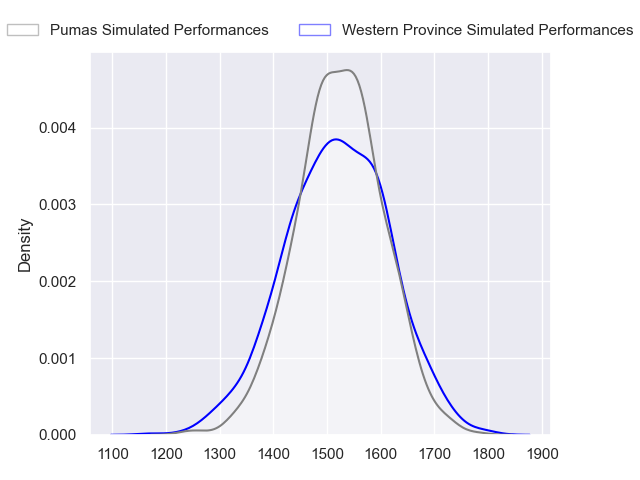 Pumas Simulated Performances
Western Province Simulated Performances
Density
0.004
0.003
0.002
0.001
0.000
1100 1200 1300 1400 1500 1600 1700 1800 1900